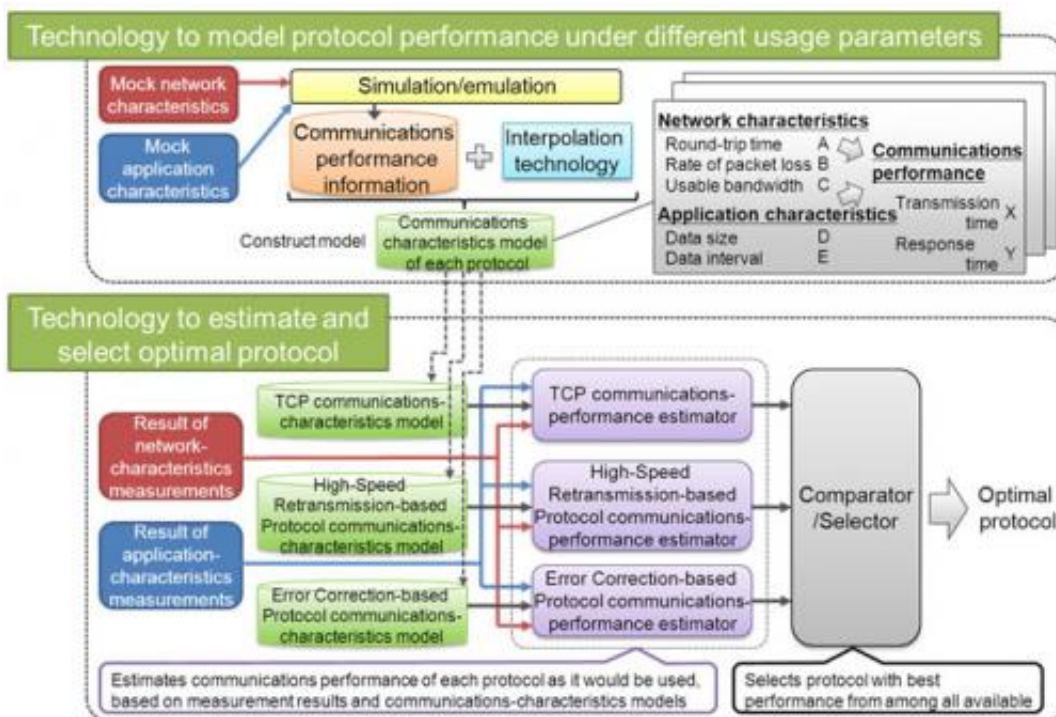 Technology to model protocol performance under different usage parameters
Mock network
characteristics
Mock
application
characteristics
Simulation/emulation
Communications
performance
information
Interpolation
technology
Construct model
Communications
characteristics model
of each protocol
Network characteristics
Round-trip time A
Rate of packet loss B
Usable bandwidth C
Application characteristics
Data size D
Data interval E
Communications
performance
Transmission
time X
Response
time Y
Technology to estimate and
select optimal protocol
Result of
network-
characteristics
measurements
Result of
application-
characteristics
measurements
TCP communications-
characteristic model
High-Speed
Retransmission-based
Protocol communications-
characteristics model
Error Correction-based
Protocol communications-
characteristics model
TCP communications-
performance estimator
High-Speed
Retransmission-based
Protocol communications-
performance estimator
Error Correction-based
Protocol communications-
performance estimator
Comparator
/Selector
Optimal
protocol
Estimates communications performance of each protocol as it would be used,
based on measurement results and communications-characteristics models
Selects protocol with best
performance from among all available